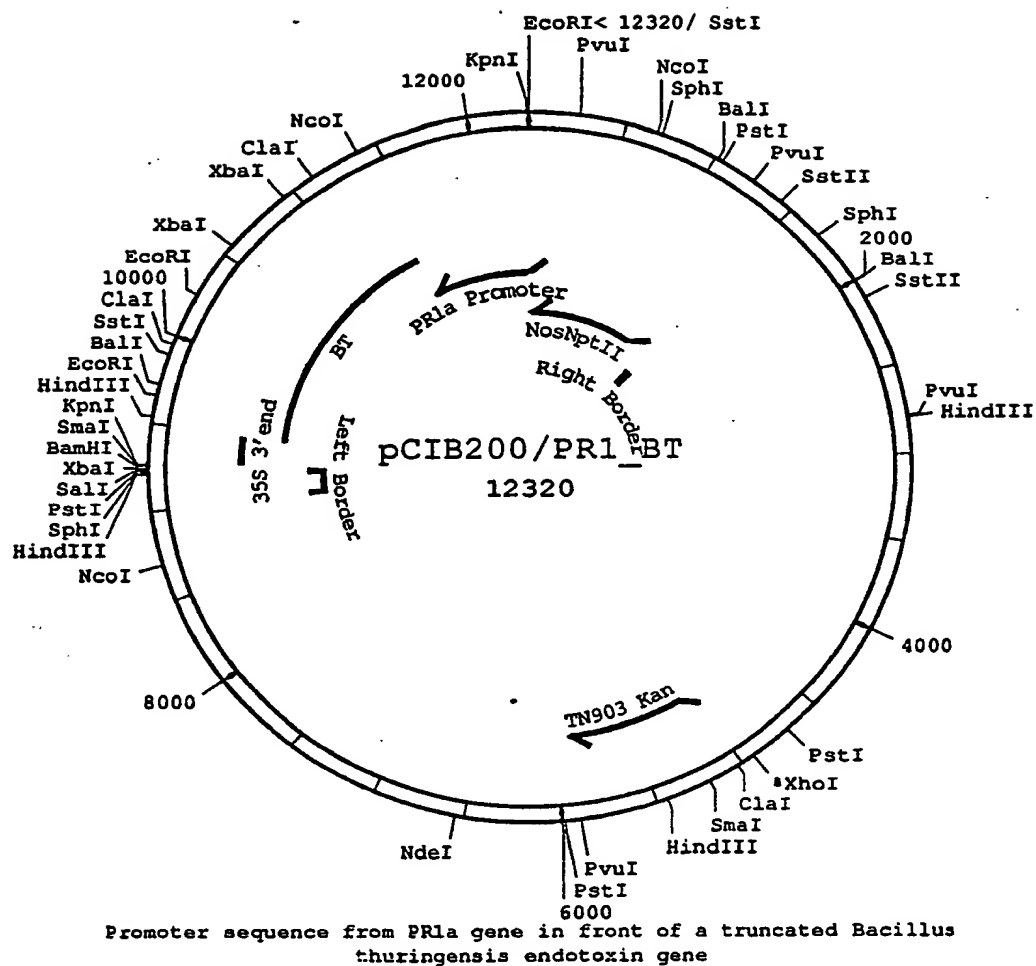 EcoRI< 12320/ SstI
PvuI
KpnI
NcoI
SphI
12000
BalI
PstI
NcoI
PvuI
ClaI
SstII
XbaI
SphI
XbaI
2000
BalI
EcoRI
SstII
10000
ClaI
SstI
BalI
EcoRI
HindIII
KpnI
SmaI
BamHI
XbaI
SalI
PstI
SphI
HindIII
NcoI
PvuI
HindIII
PR1a Promoter
NosNptII
BT
Right Border
35S 3'end
Left Border
pCIB200/PR1_BT
12320
4000
8000
TN903 Kan
PstI
XhoI
ClaI
SmaI
HindIII
NdeI
PvuI
PstI
6000
Promoter sequence from PR1a gene in front of a truncated Bacillus
thuringensis endotoxin gene